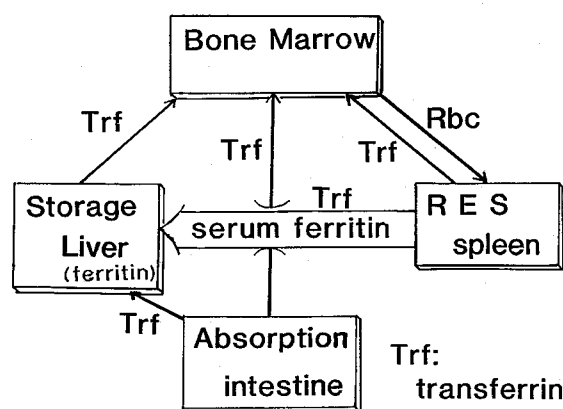 Bone Marrow
Trf
Trf
Trf
Rbc
Storage
Liver
(ferritin)
Trf
serum ferritin
R E S
spleen
Trf
Absorption
intestine
Trf:
transferrin